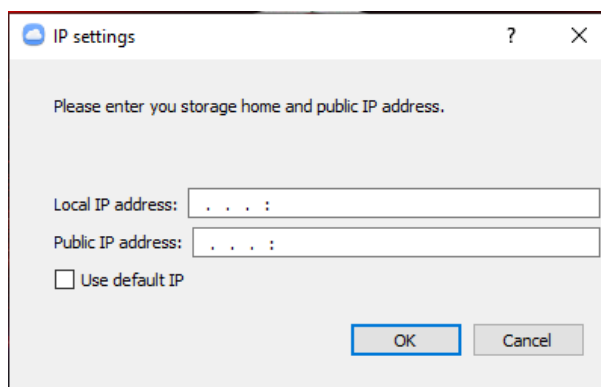 IP settings
?
Please enter you storage home and public IP address.
Local IP address: . . . :
Public IP address: . . . :
Use default IP
OK Cancel